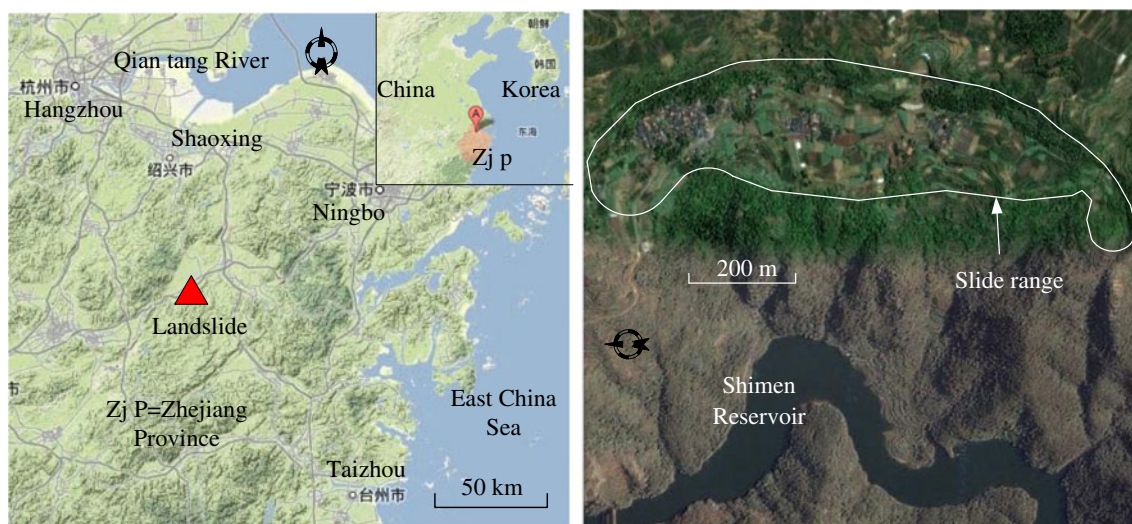 Qian tang River
杭州市
Hangzhou
Shaoxing
绍兴市
宁波市
Ningbo
Landslide
Zj P=Zhejiang
Province
Taizhou
台州市
East China
Sea
50 km
朝鲜
韩国
China
Korea
A
东海
Zj p
200 m
Slide range
Shimen
Reservoir